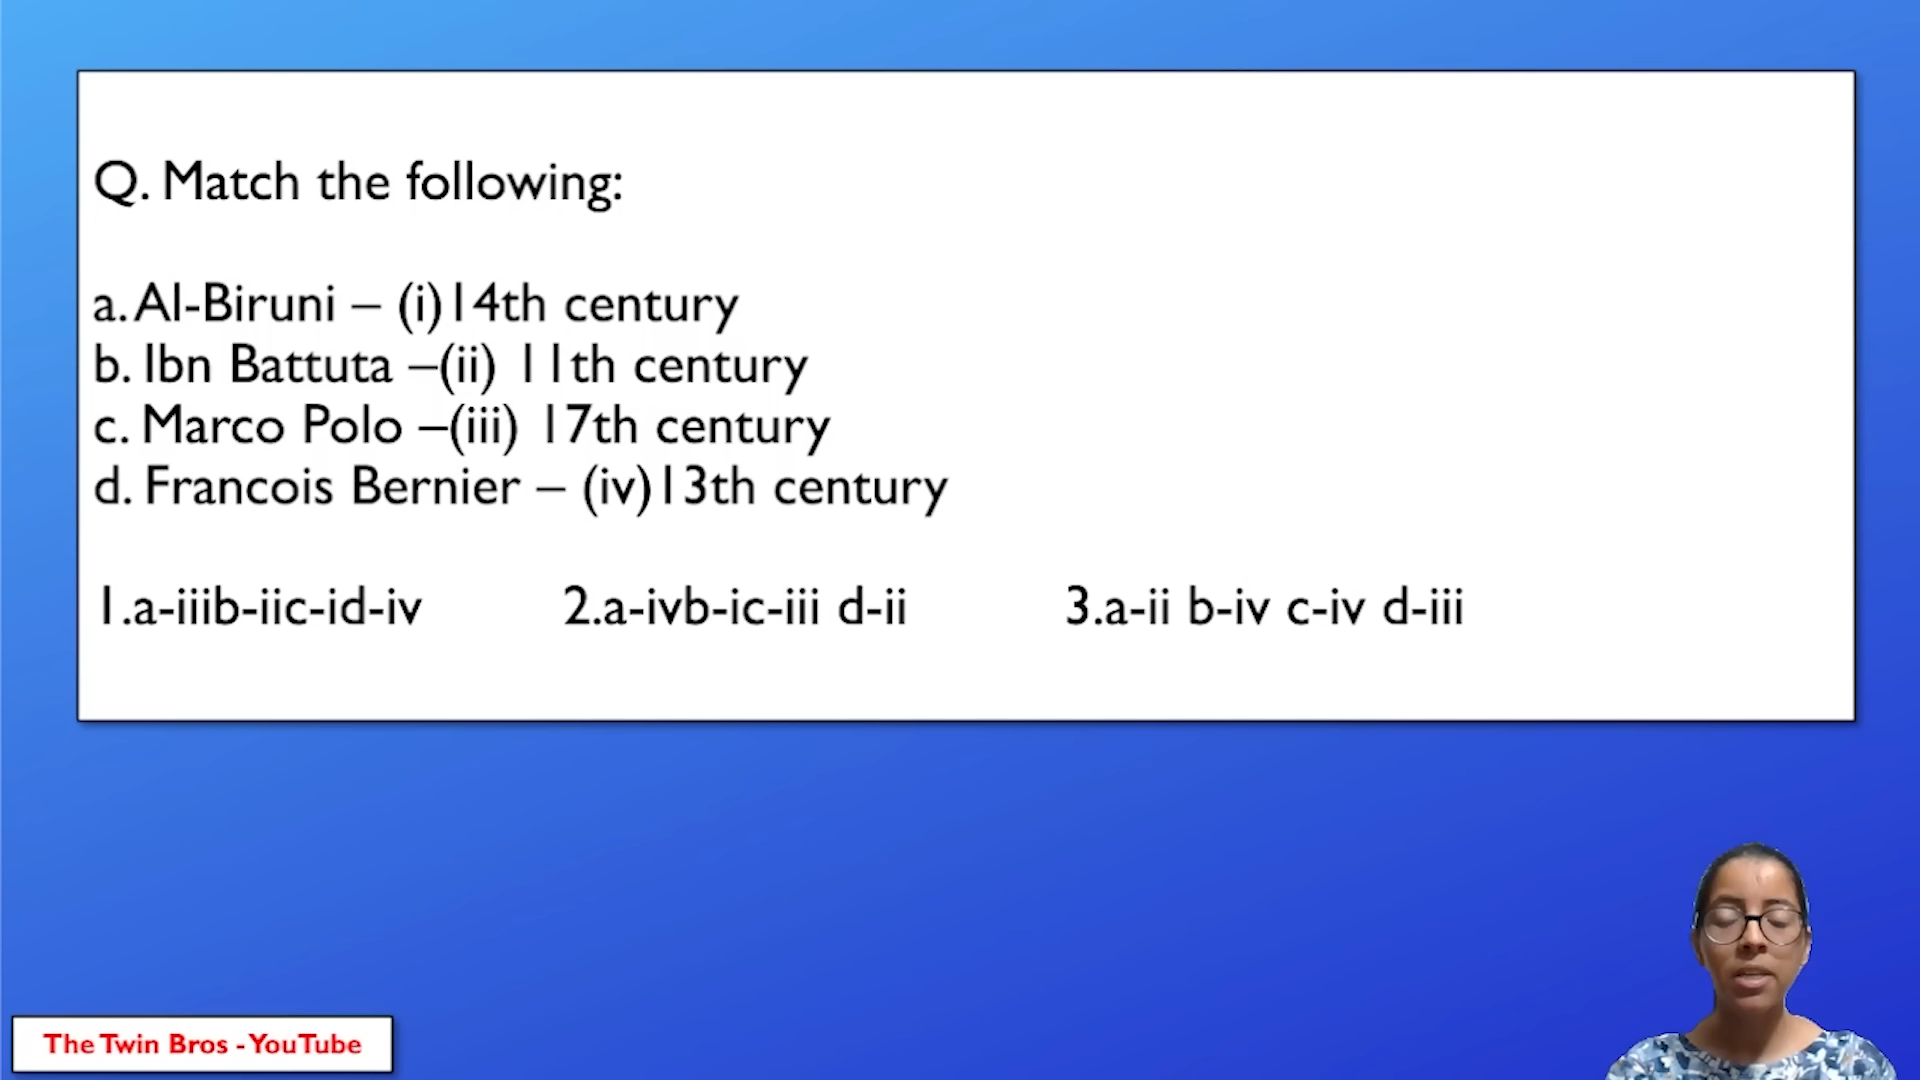 Q. Match the following:
a. Al-Biruni – (i)14th century
b. Ibn Battuta –(ii) 11th century
c. Marco Polo –(iii) 17th century
d. Francois Bernier – (iv)13th century
1.a-iiib-iic-id-iv 2.a-ivb-ic-iii d-ii 3.a-ii b-iv c-iv d-iii
The Twin Bros - YouTube